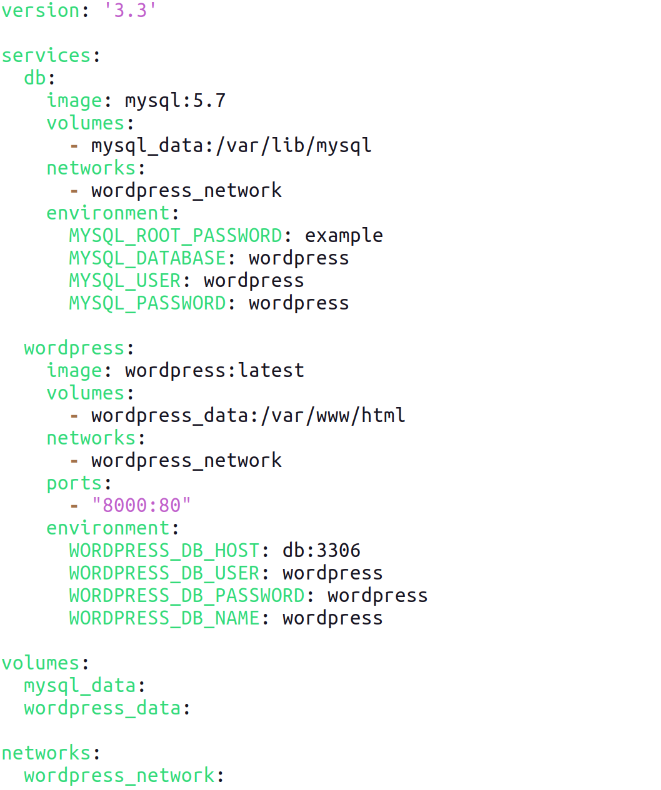 version: '3.3'

services:
  db:
    image: mysql:5.7
    volumes:
      - mysql_data:/var/lib/mysql
    networks:
      - wordpress_network
    environment:
      MYSQL_ROOT_PASSWORD: example
      MYSQL_DATABASE: wordpress
      MYSQL_USER: wordpress
      MYSQL_PASSWORD: wordpress

  wordpress:
    image: wordpress:latest
    volumes:
      - wordpress_data:/var/www/html
    networks:
      - wordpress_network
    ports:
      - "8000:80"
    environment:
      WORDPRESS_DB_HOST: db:3306
      WORDPRESS_DB_USER: wordpress
      WORDPRESS_DB_PASSWORD: wordpress
      WORDPRESS_DB_NAME: wordpress

volumes:
  mysql_data:
  wordpress_data:

networks:
  wordpress_network: